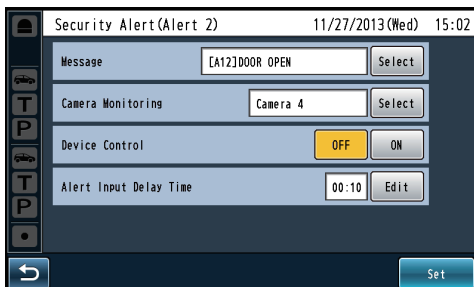 Security Alert(Alert 2) 11/27/2013(Wed) 15:02
Message [A12]DOOR OPEN Select
Camera Monitoring Camera 4 Select
Device Control OFF ON
Alert Input Delay Time 00:10 Edit
T
P
T
P
Set